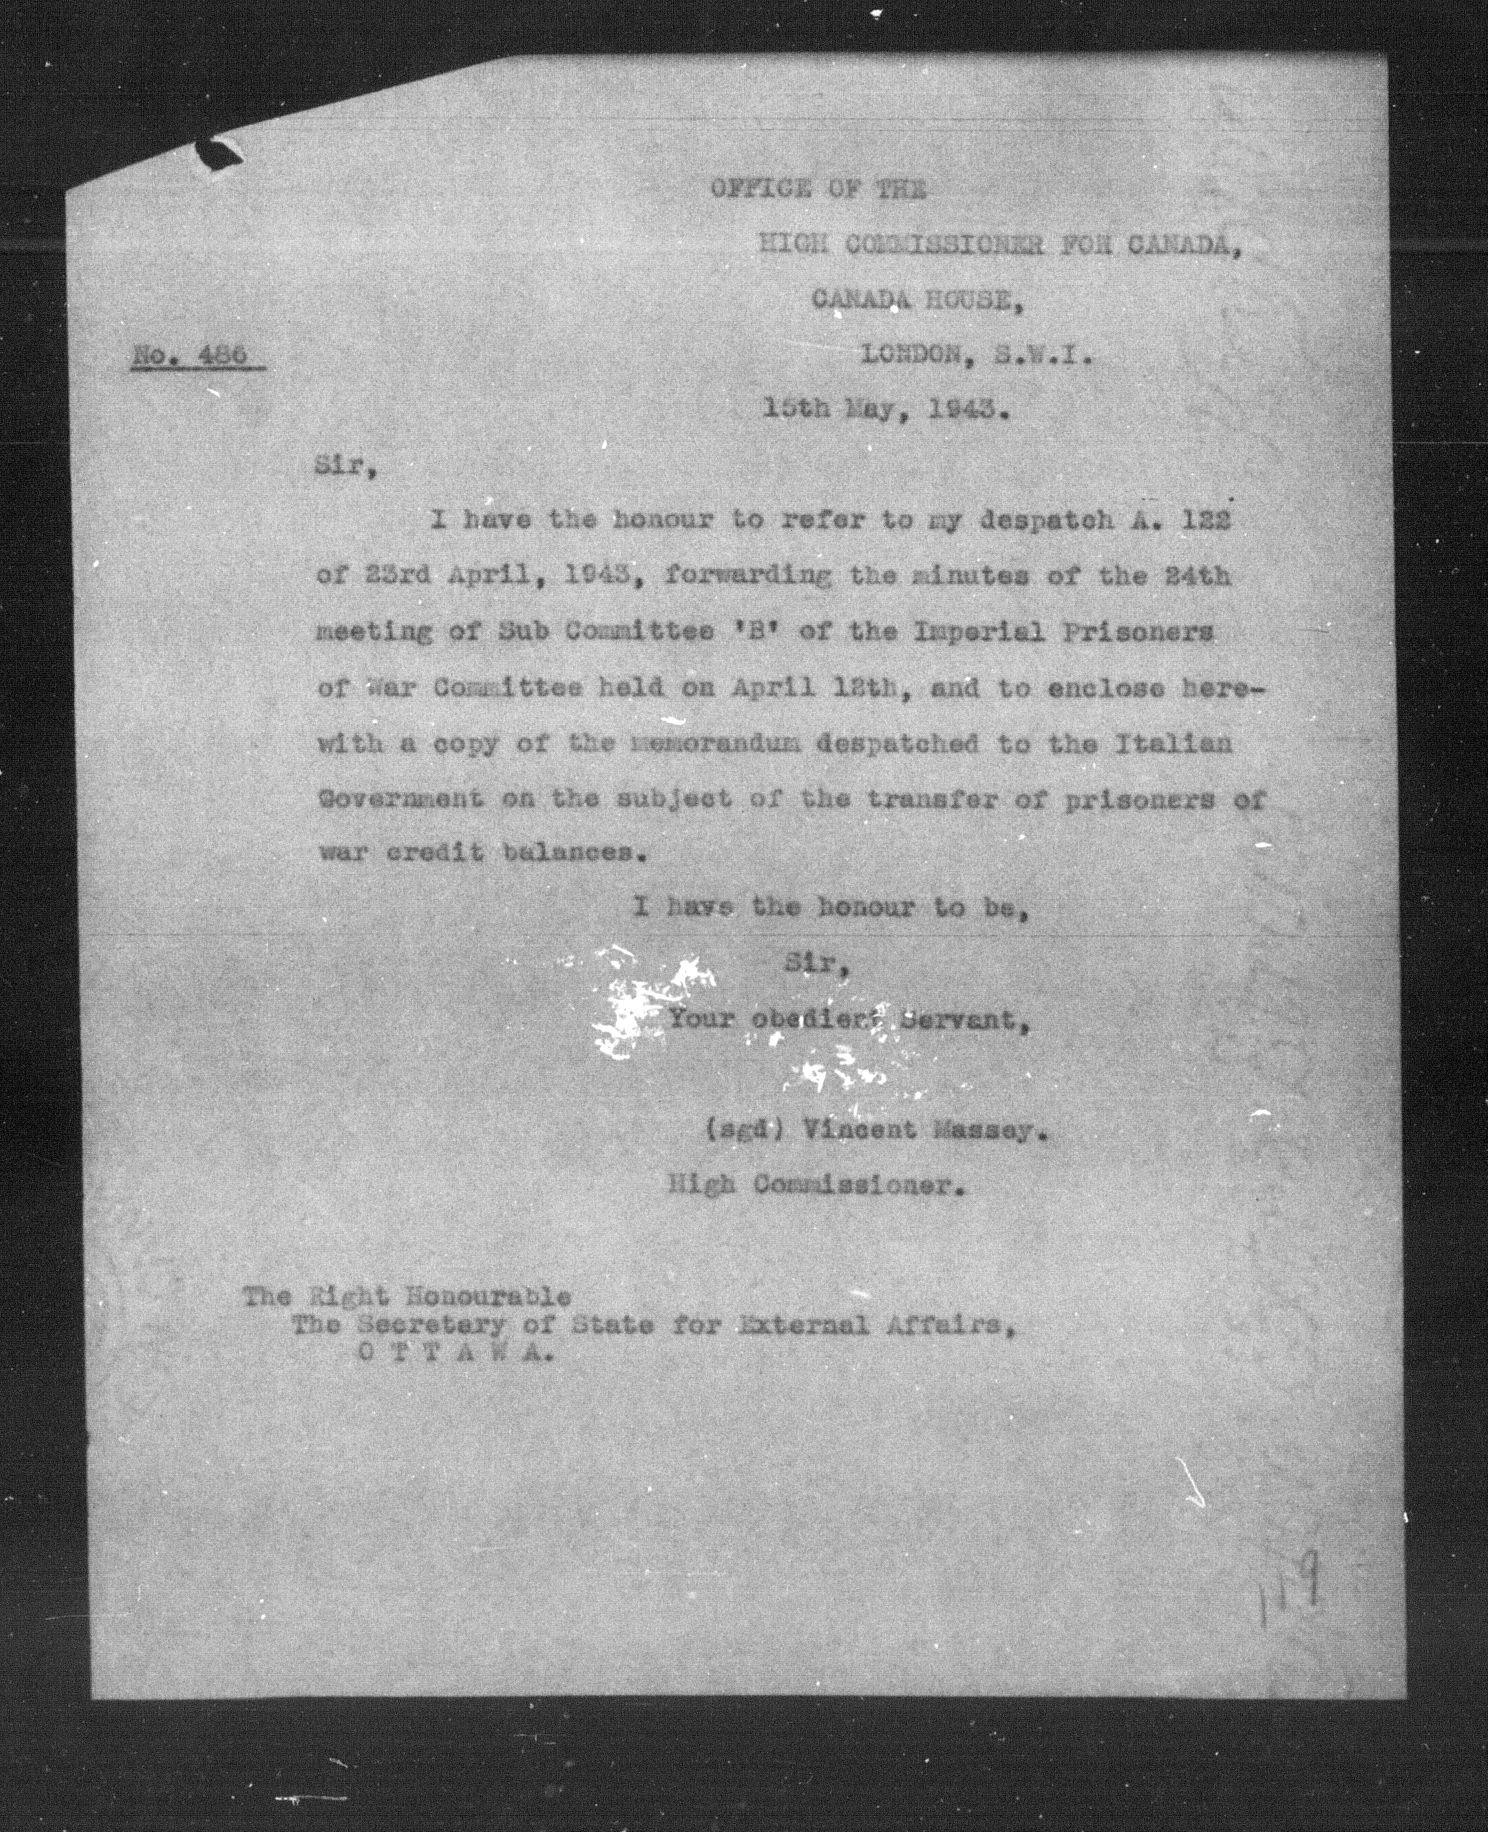 OFFICE OF THE
HIGH COMMISSIONER FOR CANADA,
CANADA HOUSE,
No. 486
LONDON, S.W.I.
15th May, 1943.
Sir,
I have the honour to refer to my despatch A. 122
of 23rd April, 1943, forwarding the minutes of the 24th
meeting of Sub Committee 'B' of the Imperial Prisoners
of War Committee held on April 12th, and to enclose here-
with a copy of the memorandum despatched to the Italian
Government on the subject of the transfer of prisoners of
war credit balances.
I have the honour to be,
Sir,
Your obedient Servant,
(sgd) Vincent Massey.
High Commissioner.
The Right Honourable
The Secretary of State for External Affairs,
O T T A W A.
119